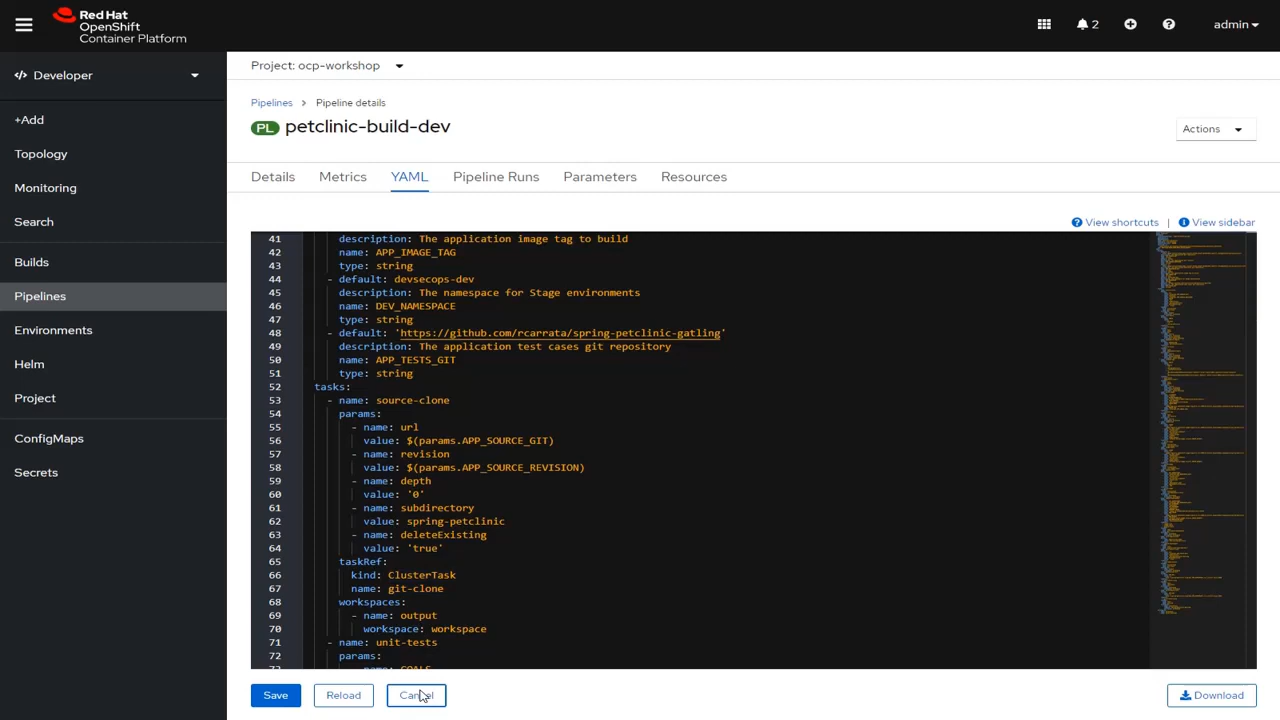 Red Hat
OpenShift
Container Platform
2
admin
Developer
+Add
Topology
Monitoring
Search
Builds
Pipelines
Environments
Helm
Project
ConfigMaps
Secrets
Project: ocp-workshop
Pipelines > Pipeline details
PL petclinic-build-dev
Actions
Details Metrics YAML Pipeline Runs Parameters Resources
View shortcuts | View sidebar
41 description: The application image tag to build
42 name: APP_IMAGE_TAG
43 type: string
44 - default: devsecops-dev
45 description: The namespace for Stage environments
46 name: DEV_NAMESPACE
47 type: string
48 - default: 'https://github.com/rcarrata/spring-petclinic-gatling'
49 description: The application test cases git repository
50 name: APP_TESTS_GIT
51 type: string
52 tasks:
53 - name: source-clone
54 params:
55 - name: url
56 value: $(params.APP_SOURCE_GIT)
57 - name: revision
58 value: $(params.APP_SOURCE_REVISION)
59 - name: depth
60 value: '0'
61 - name: subdirectory
62 value: spring-petclinic
63 - name: deleteExisting
64 value: 'true'
65 taskRef:
66 kind: ClusterTask
67 name: git-clone
68 workspaces:
69 - name: output
70 workspace: workspace
71 - name: unit-tests
72 params:
73 - name: GOALS
Save Reload Cancel Download